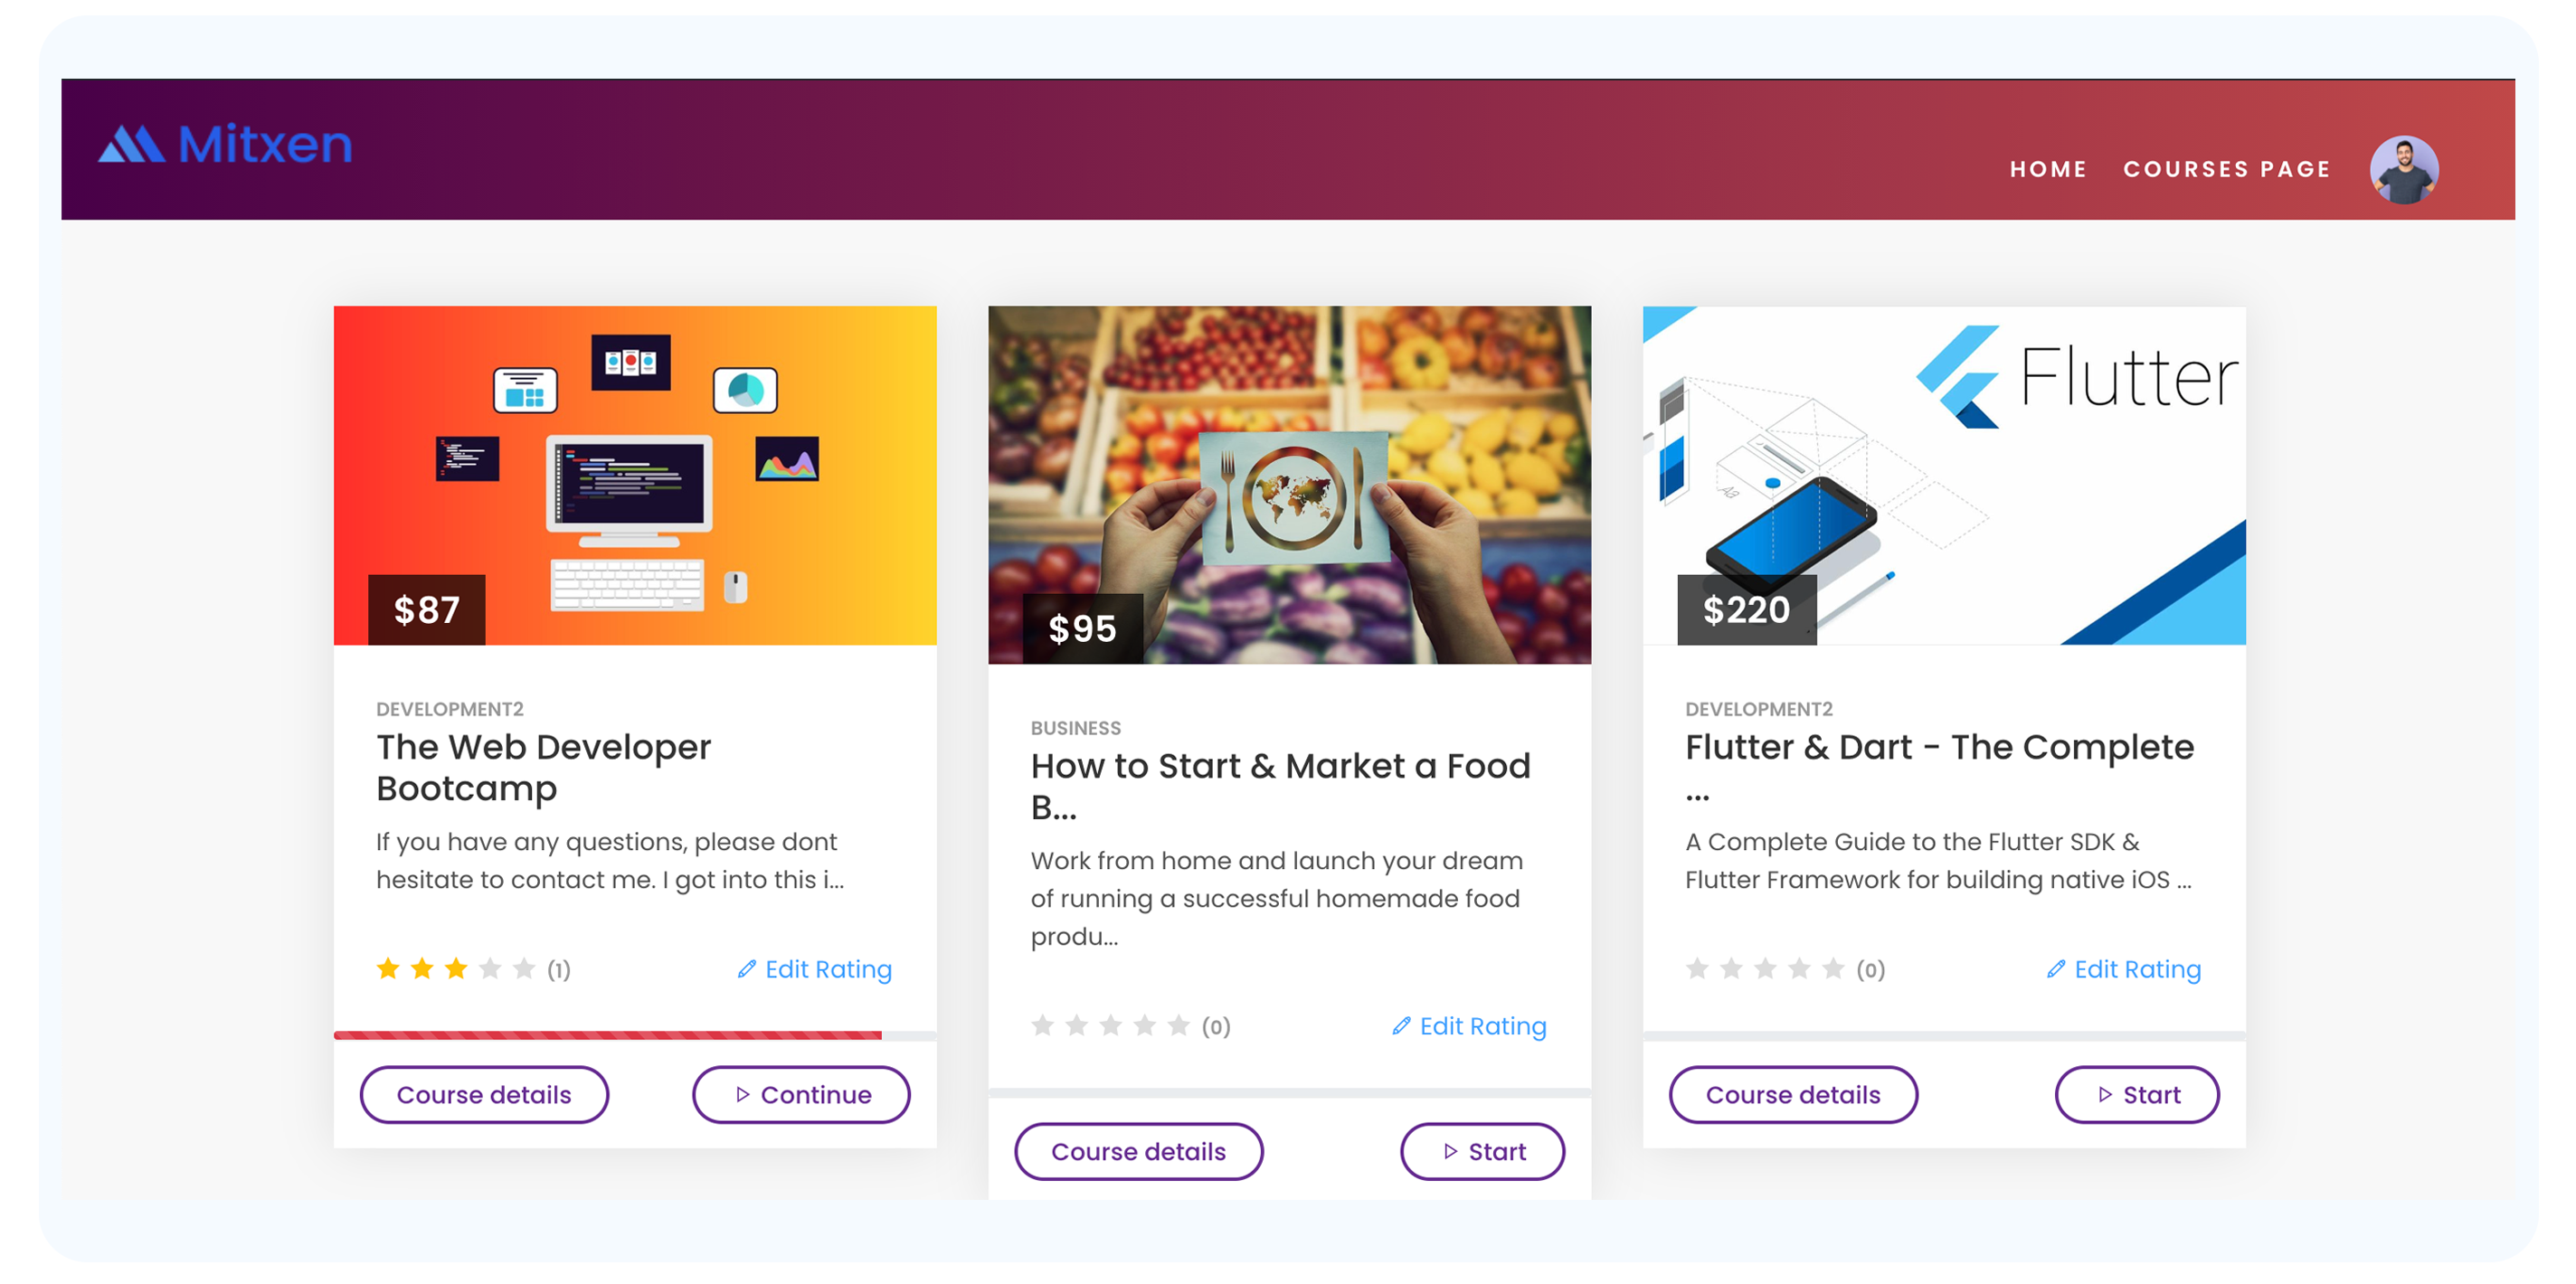 Mitxen
HOME
COURSES PAGE
$87
DEVELOPMENT2
The Web Developer
Bootcamp
If you have any questions, please dont
hesitate to contact me. I got into this i...
(1)
Edit Rating
Course details
Continue
$95
BUSINESS
How to Start & Market a Food
B...
Work from home and launch your dream
of running a successful homemade food
produ...
(0)
Edit Rating
Course details
Start
Flutter
Aa
$220
DEVELOPMENT2
Flutter & Dart - The Complete
...
A Complete Guide to the Flutter SDK &
Flutter Framework for building native iOS ...
(0)
Edit Rating
Course details
Start